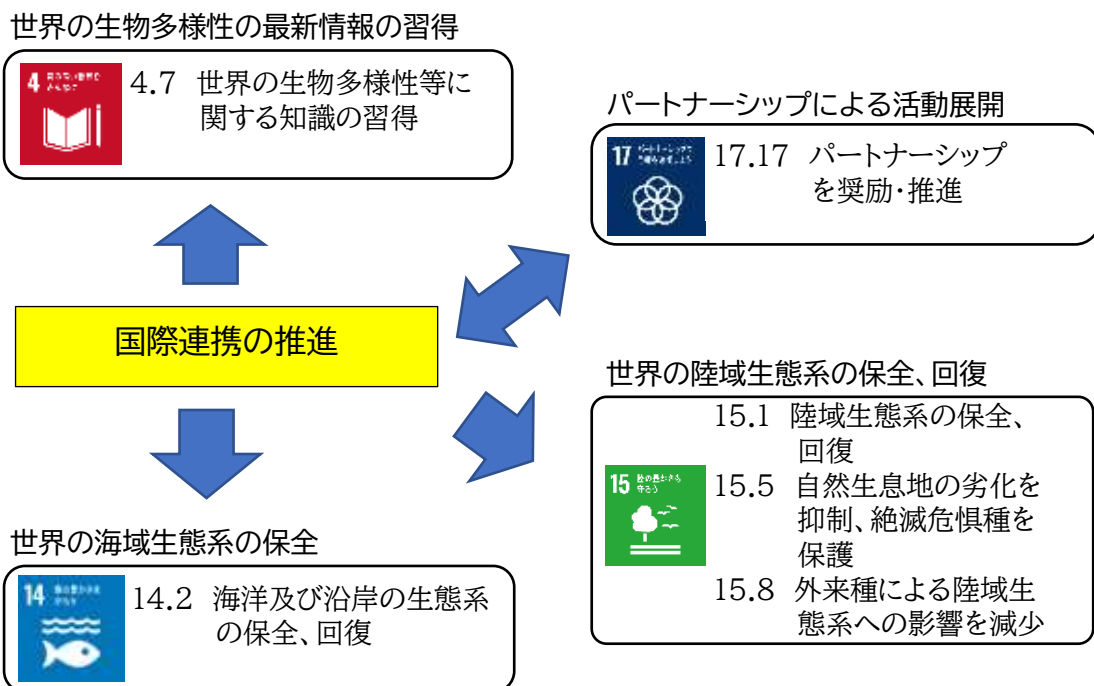 世界の生物多様性の最新情報の習得
4
4.7 世界の生物多様性等に
関する知識の習得
パートナーシップによる活動展開
17
17.17 パートナーシップ
を奨励・推進
国際連携の推進
世界の陸域生態系の保全、回復
15
15.1 陸域生態系の保全、
回復
15.5 自然生息地の劣化を
抑制、絶滅危惧種を
保護
15.8 外来種による陸域生
態系への影響を減少
世界の海域生態系の保全
14
14.2 海洋及び沿岸の生態系
の保全、回復